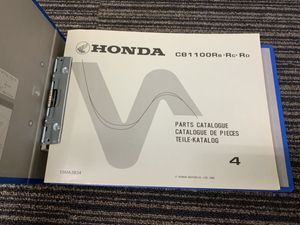 HONDA
CB1100RB·RC·RD
PARTS CATALOGUE
CATALOGUE DE PIECES
TEILE-KATALOG
4